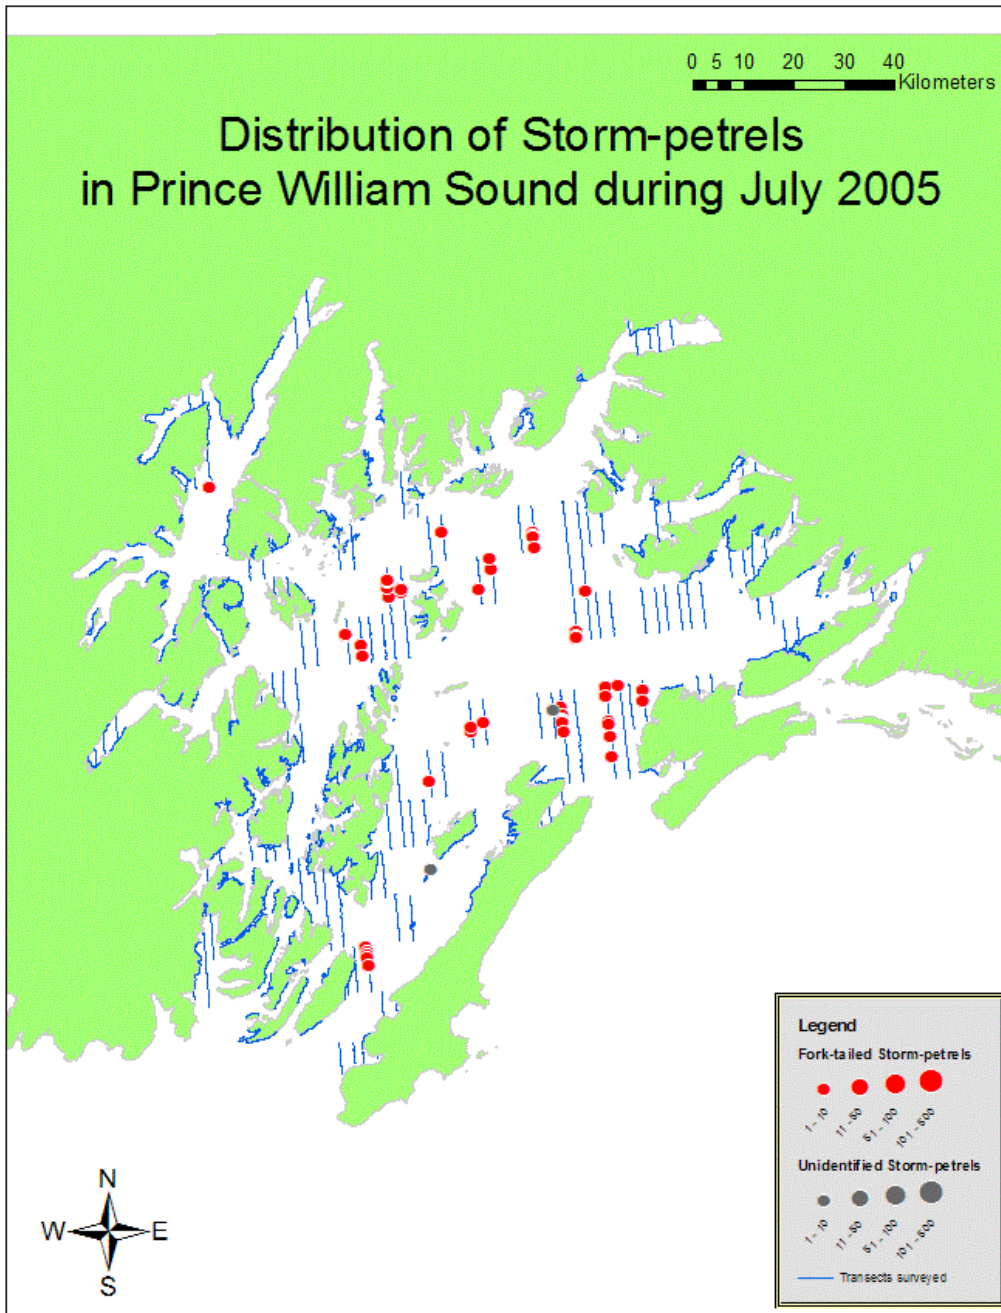 0 5 10 20 30 40
Kilometers
Distribution of Storm-petrels
in Prince William Sound during July 2005
Legend
Fork-tailed Storm-petrels
1 - 10 11 - 50 51 - 100 101 - 500
Unidentified Storm-petrels
1 - 10 11 - 50 51 - 100 101 - 500
Transects surveyed
N
W E
S